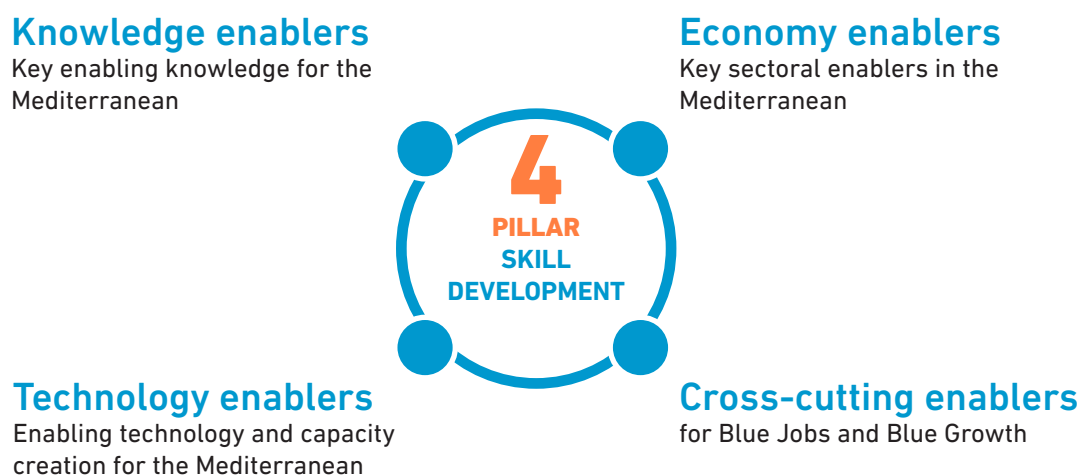 Knowledge enablers
Key enabling knowledge for the
Mediterranean
Economy enablers
Key sectoral enablers in the
Mediterranean
4
PILLAR
SKILL
DEVELOPMENT
Technology enablers
Enabling technology and capacity
creation for the Mediterranean
Cross-cutting enablers
for Blue Jobs and Blue Growth